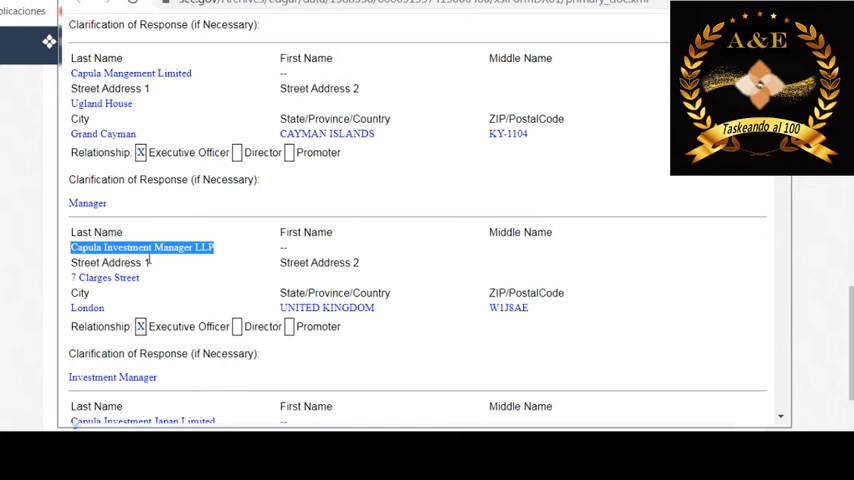 plicaciones
Clarification of Response (if Necessary):
Last Name First Name Middle Name
Capula Mangement Limited --
Street Address 1 Street Address 2
Ugland House
City State/Province/Country ZIP/PostalCode
Grand Cayman CAYMAN ISLANDS KY-1104
Relationship: X Executive Officer Director Promoter
Clarification of Response (if Necessary):
Manager
Last Name First Name Middle Name
Capula Investment Manager LLP --
Street Address 1 Street Address 2
7 Clarges Street
City State/Province/Country ZIP/PostalCode
London UNITED KINGDOM W1J8AE
Relationship: X Executive Officer Director Promoter
Clarification of Response (if Necessary):
Investment Manager
Last Name First Name Middle Name
Capula Investment Japan Limited --
A&E
Taskeando al 100